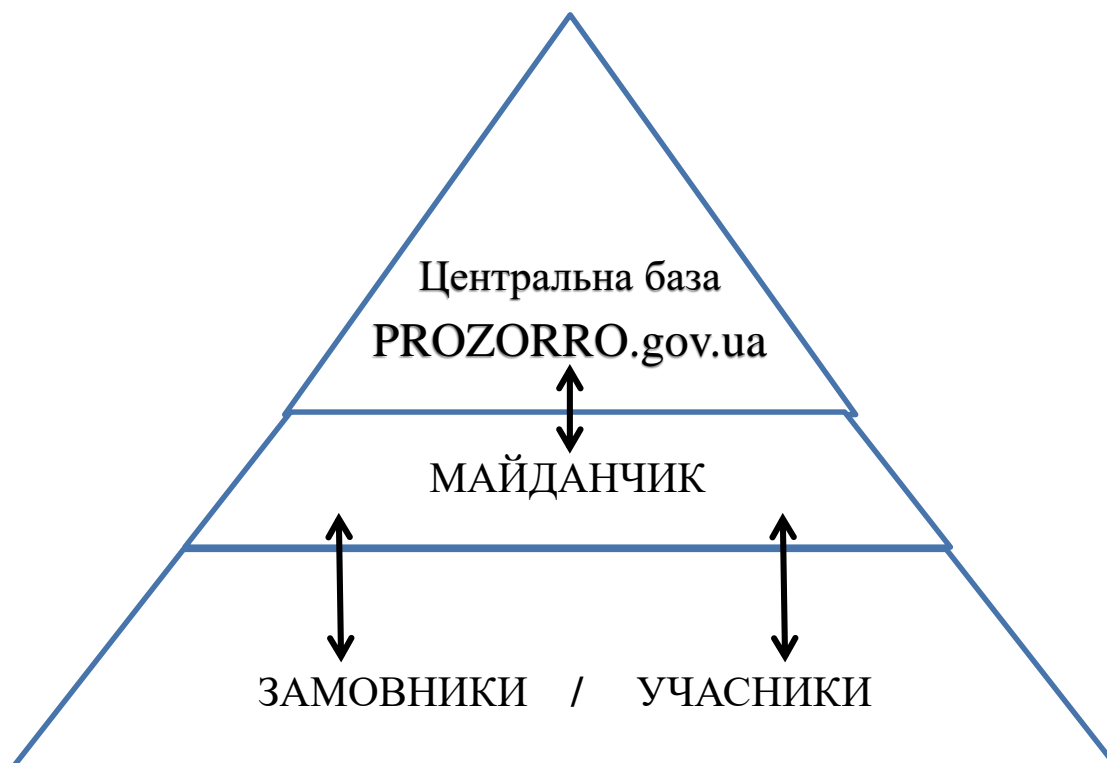 Центральна база
PROZORRO.gov.ua
МАЙДАНЧИК
ЗАМОВНИКИ / УЧАСНИКИ